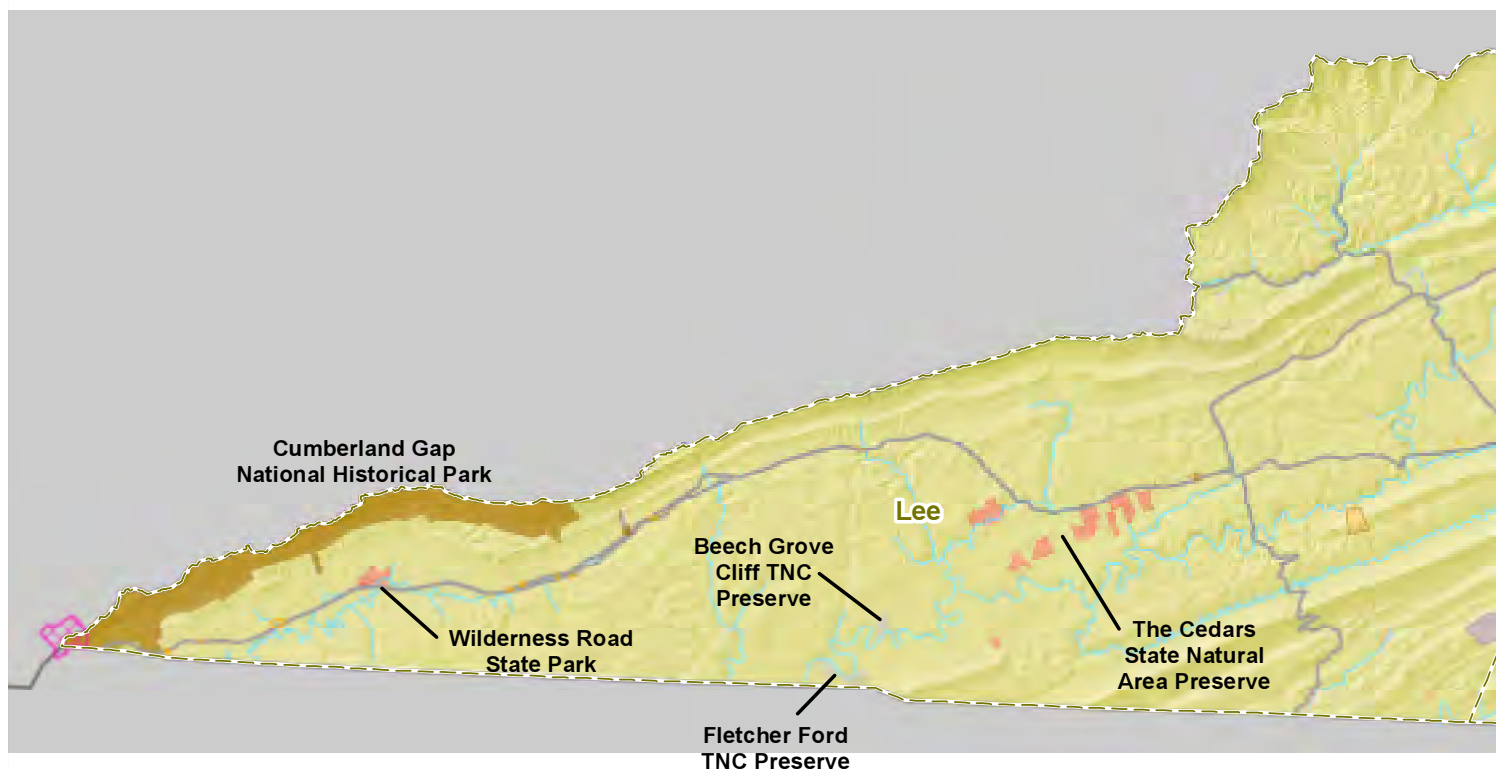 Cumberland Gap
National Historical Park
Lee
Beech Grove
Cliff TNC
Preserve
Wilderness Road
State Park
The Cedars
State Natural
Area Preserve
Fletcher Ford
TNC Preserve